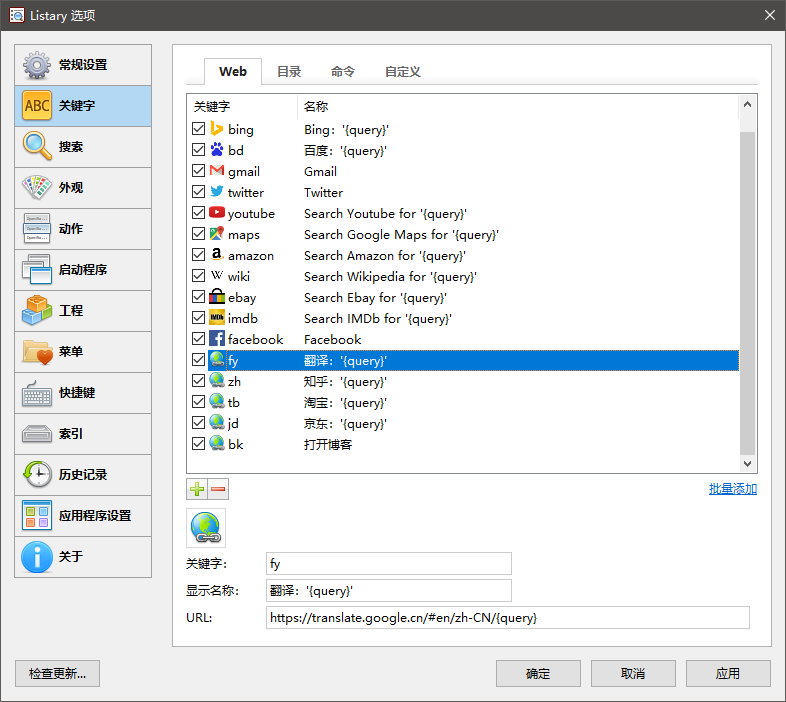 Listary 选项
常规设置
ABC 关键字
搜索
外观
动作
启动程序
工程
菜单
快捷键
索引
历史记录
应用程序设置
关于
Web 目录 命令 自定义
关键字 名称
bing Bing：'{query}'
bd 百度：'{query}'
gmail Gmail
twitter Twitter
youtube Search Youtube for '{query}'
maps Search Google Maps for '{query}'
amazon Search Amazon for '{query}'
wiki Search Wikipedia for '{query}'
ebay Search Ebay for '{query}'
imdb Search IMDb for '{query}'
facebook Facebook
fy 翻译：'{query}'
zh 知乎：'{query}'
tb 淘宝：'{query}'
jd 京东：'{query}'
bk 打开博客
批量添加
关键字： fy
显示名称： 翻译：'{query}'
URL: https://translate.google.cn/#en/zh-CN/{query}
检查更新... 确定 取消 应用